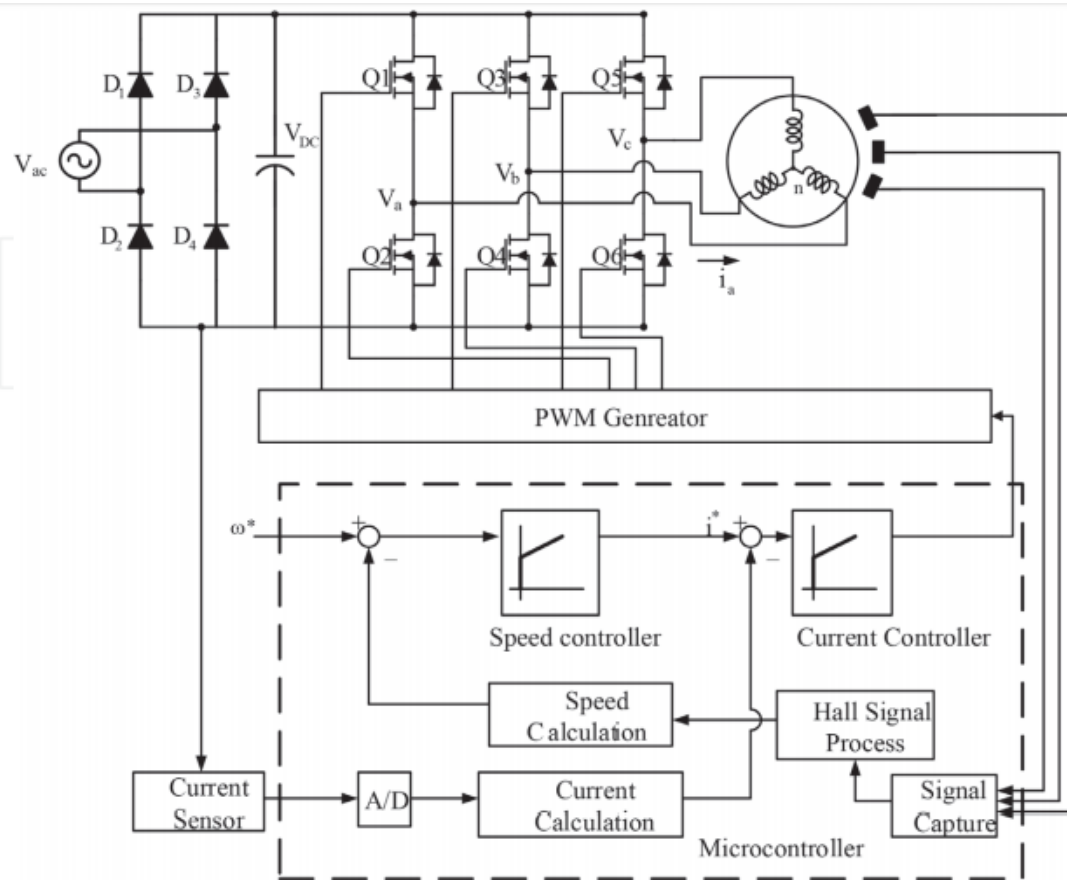 D1
D3
Vac
VDC
D2
D4
Q1
Q3
Q5
Vc
Vb
Va
Q2
Q4
Q6
n
ia
PWM Genreator
ω*
+
−
i*
+
−
Speed controller
Current Controller
Speed
Calculation
Hall Signal
Process
Current
Sensor
A/D
Current
Calculation
Signal
Capture
Microcontroller